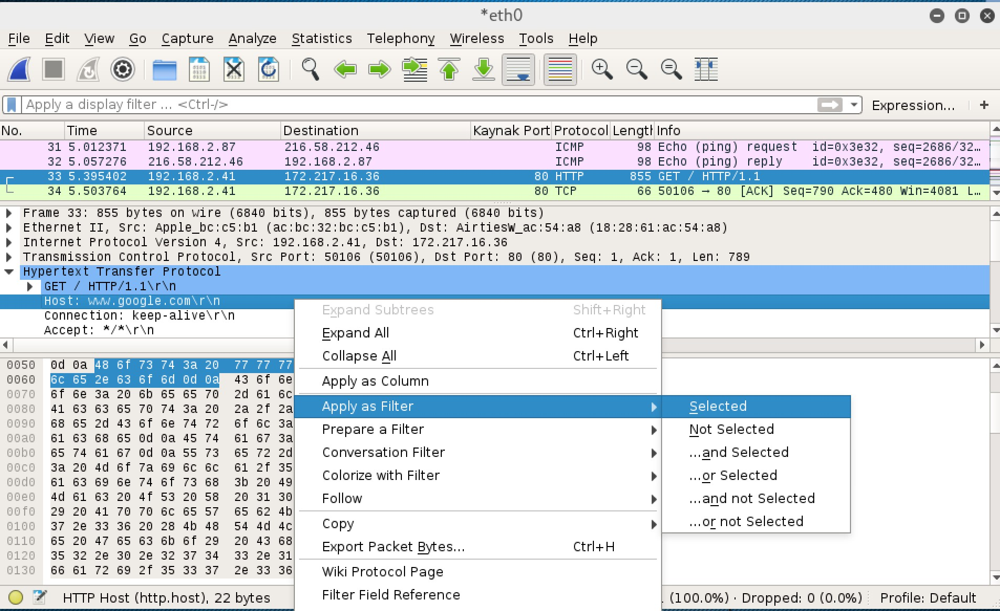 *eth0
File Edit View Go Capture Analyze Statistics Telephony Wireless Tools Help
Apply a display filter ... <Ctrl-/> Expression... +
No. Time Source Destination Kaynak Port Protocol Length Info
31 5.012371 192.168.2.87 216.58.212.46 ICMP 98 Echo (ping) request id=0x3e32, seq=2686/32…
32 5.057276 216.58.212.46 192.168.2.87 ICMP 98 Echo (ping) reply id=0x3e32, seq=2686/32…
33 5.395402 192.168.2.41 172.217.16.36 80 HTTP 855 GET / HTTP/1.1
34 5.503764 192.168.2.41 172.217.16.36 80 TCP 66 50106 → 80 [ACK] Seq=790 Ack=480 Win=4081 L…
Frame 33: 855 bytes on wire (6840 bits), 855 bytes captured (6840 bits)
Ethernet II, Src: Apple_bc:c5:b1 (ac:bc:32:bc:c5:b1), Dst: AirtiesW_ac:54:a8 (18:28:61:ac:54:a8)
Internet Protocol Version 4, Src: 192.168.2.41, Dst: 172.217.16.36
Transmission Control Protocol, Src Port: 50106 (50106), Dst Port: 80 (80), Seq: 1, Ack: 1, Len: 789
Hypertext Transfer Protocol
GET / HTTP/1.1\r\n
Host: www.google.com\r\n
Connection: keep-alive\r\n
Accept: */*\r\n
0050 0d 0a 48 6f 73 74 3a 20 77 77 77
0060 6c 65 2e 63 6f 6d 0d 0a 43 6f 6e
0070 6f 6e 3a 20 6b 65 65 70 2d 61 6c
0080 41 63 63 65 70 74 3a 20 2a 2f 2a
0090 68 65 2d 43 6f 6e 74 72 6f 6c 3a
00a0 61 63 68 65 0d 0a 45 74 61 67 3a
00b0 65 74 61 67 0d 0a 55 73 65 72 2d
00c0 3a 20 4d 6f 7a 69 6c 6c 61 2f 35
00d0 61 63 69 6e 74 6f 73 68 3b 20 49
00e0 4d 61 63 20 4f 53 20 58 20 31 30
00f0 29 20 41 70 70 6c 65 57 65 62 4b
0100 37 2e 33 36 20 28 4b 48 54 4d 4c
0110 65 20 47 65 63 6b 6f 29 20 43 68
0120 35 32 2e 30 2e 32 37 34 33 2e 31
0130 66 61 72 69 2f 35 33 37 2e 33 36
Expand Subtrees Shift+Right
Expand All Ctrl+Right
Collapse All Ctrl+Left
Apply as Column
Apply as Filter
Prepare a Filter
Conversation Filter
Colorize with Filter
Follow
Copy
Export Packet Bytes... Ctrl+H
Wiki Protocol Page
Filter Field Reference
Selected
Not Selected
...and Selected
...or Selected
...and not Selected
...or not Selected
HTTP Host (http.host), 22 bytes (100.0%) · Dropped: 0 (0.0%) Profile: Default